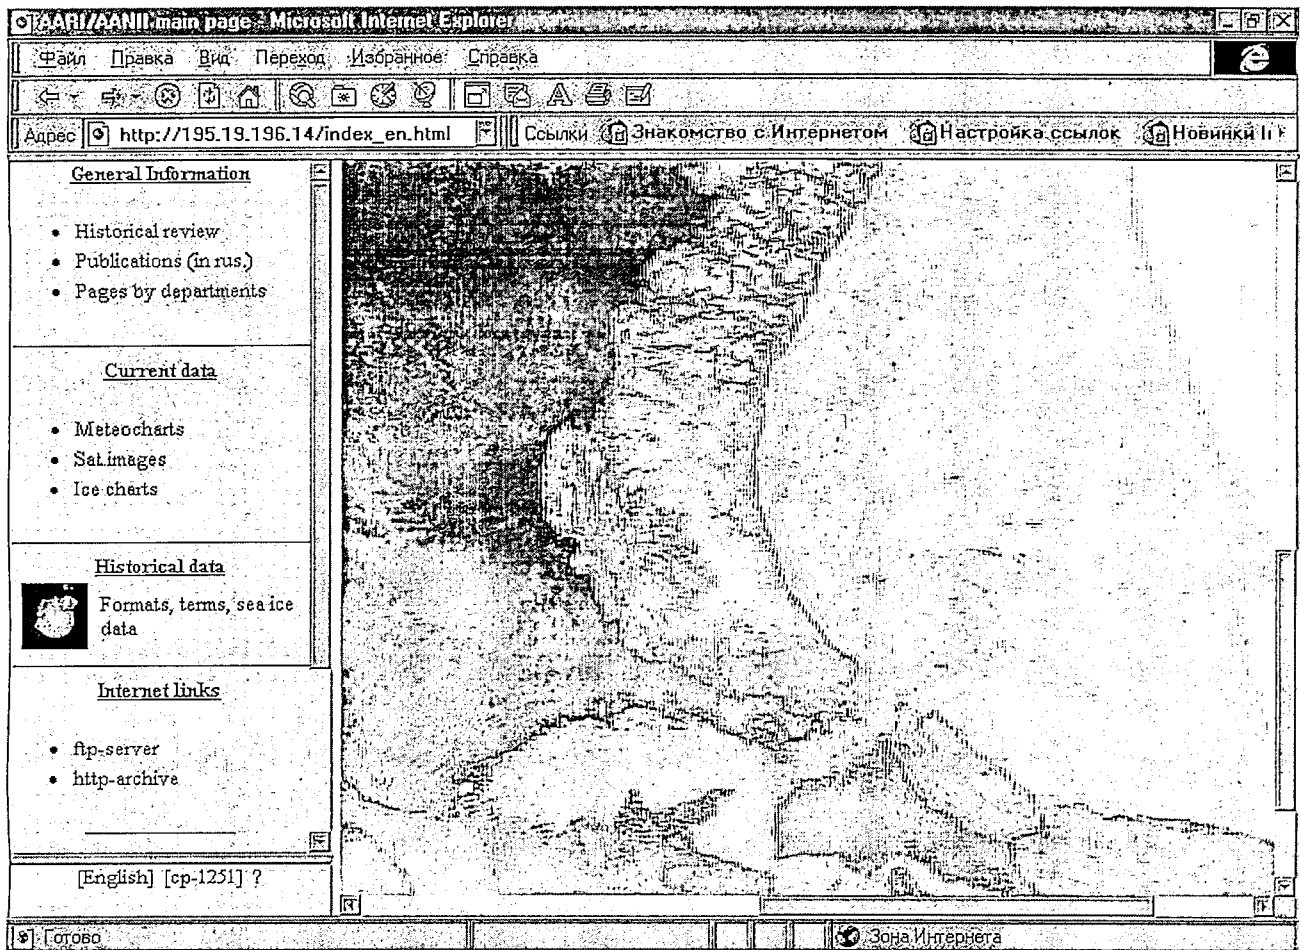 AARI/AANII main page - Microsoft Internet Explorer
Файл Правка Вид Переход Избранное Справка
Адрес http://195.19.196.14/index_en.html Ссылки Знакомство с Интернетом Настройка ссылок Новинки
General Information
• Historical review
• Publications (in rus.)
• Pages by departments
Current data
• Meteocharts
• Sat.images
• Ice charts
Historical data
Formats, terms, sea ice
data
Internet links
• ftp-server
• http-archive
[English] [cp-1251] ?
Готово Зона Интернета